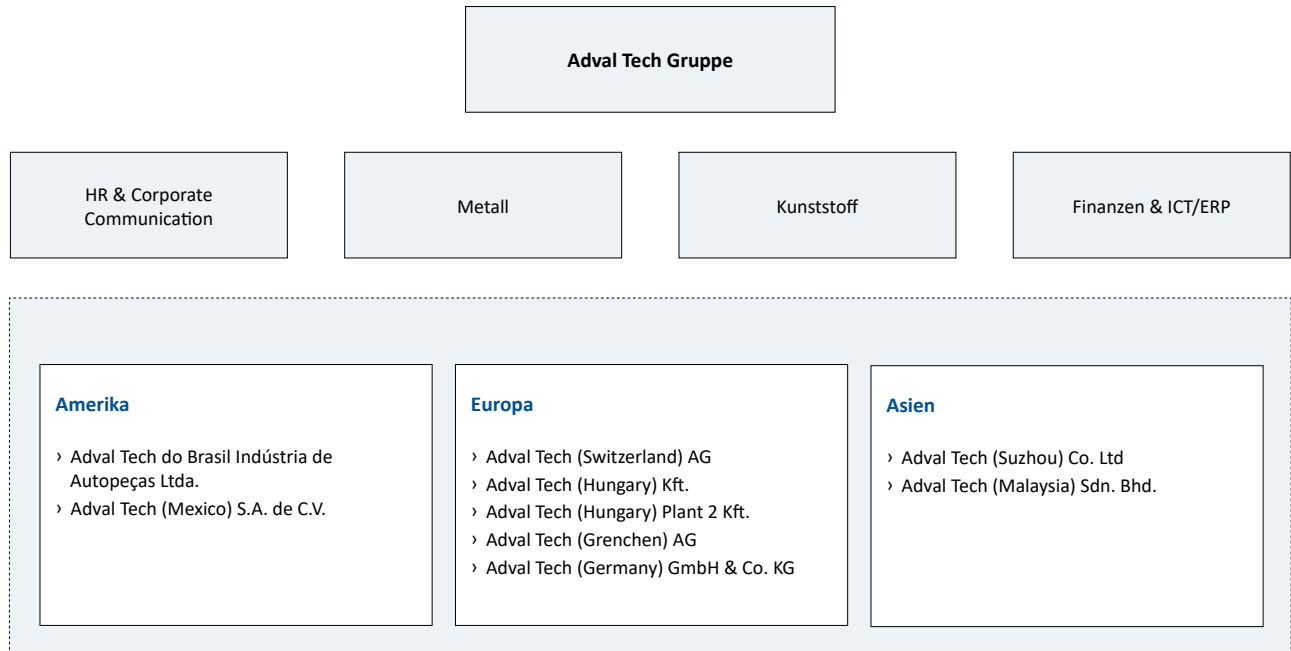 Adval Tech Gruppe
HR & Corporate
Communication
Metall
Kunststoff
Finanzen & ICT/ERP
Amerika
› Adval Tech do Brasil Indústria de
Autopeças Ltda.
› Adval Tech (Mexico) S.A. de C.V.
Europa
› Adval Tech (Switzerland) AG
› Adval Tech (Hungary) Kft.
› Adval Tech (Hungary) Plant 2 Kft.
› Adval Tech (Grenchen) AG
› Adval Tech (Germany) GmbH & Co. KG
Asien
› Adval Tech (Suzhou) Co. Ltd
› Adval Tech (Malaysia) Sdn. Bhd.